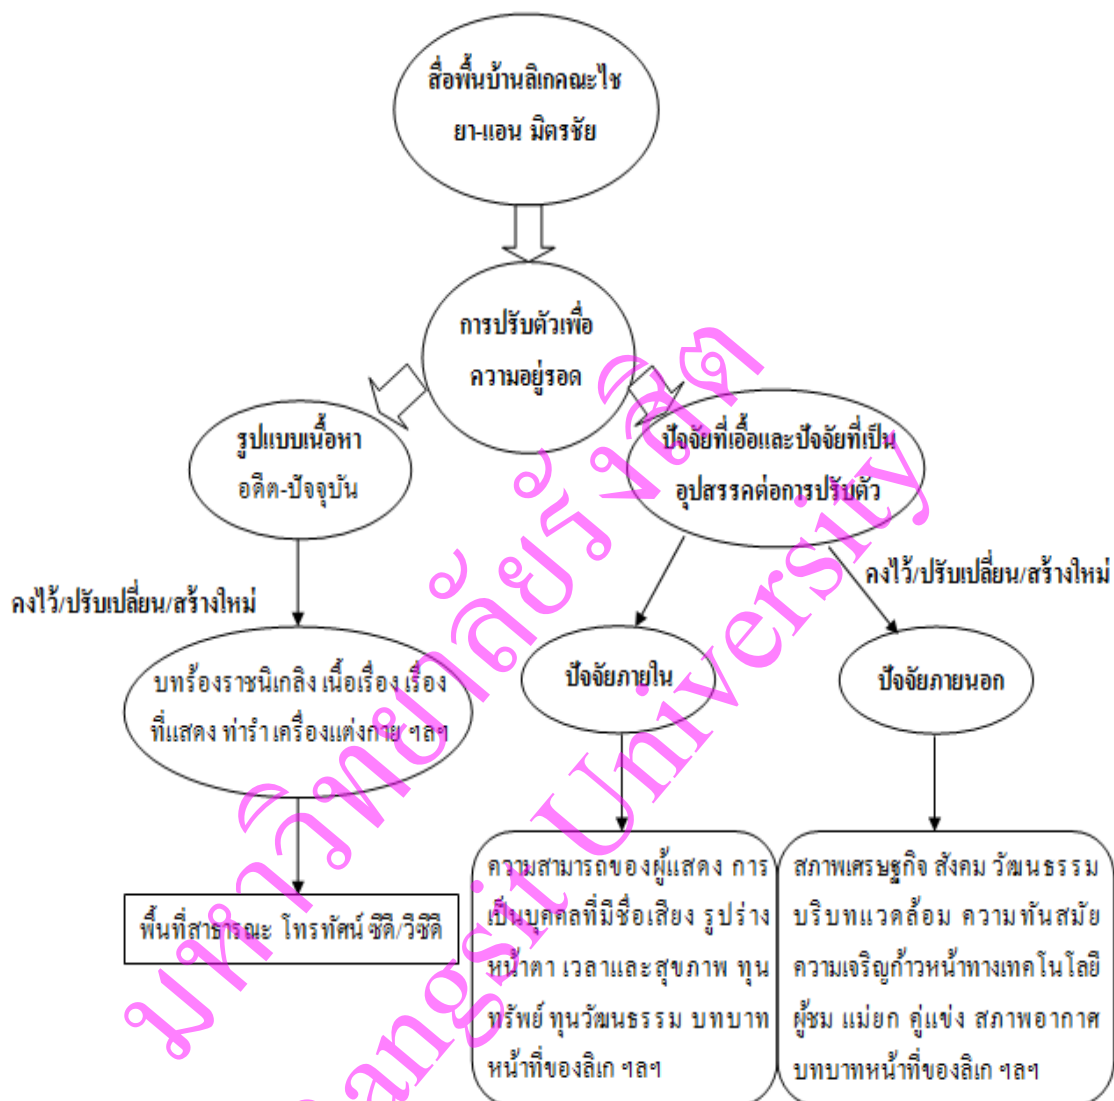 สื่อพื้นบ้านลิเกคณะไช
ยา-แอน มิตรชัย
การปรับตัวเพื่อ
ความอยู่รอด
รูปแบบเนื้อหา
อดีต-ปัจจุบัน
ปัจจัยที่เอื้อและปัจจัยที่เป็น
อุปสรรคต่อการปรับตัว
คงไว้/ปรับเปลี่ยน/สร้างใหม่
คงไว้/ปรับเปลี่ยน/สร้างใหม่
บทร้องราชนิเกลิง เนื้อเรื่อง เรื่อง
ที่แสดง ท่ารำ เครื่องแต่งกาย ฯลฯ
ปัจจัยภายใน
ปัจจัยภายนอก
พื้นที่สาธารณะ โทรทัศน์ ซีดี/วีซีดี
ความสามารถของผู้แสดง การ
เป็นบุคคลที่มีชื่อเสียง รูปร่าง
หน้าตา เวลาและสุขภาพ ทุน
ทรัพย์ ทุนวัฒนธรรม บทบาท
หน้าที่ของลิเก ฯลฯ
สภาพเศรษฐกิจ สังคม วัฒนธรรม
บริบทแวดล้อม ความทันสมัย
ความเจริญก้าวหน้าทางเทคโนโลยี
ผู้ชม แม่ยก คู่แข่ง สภาพอากาศ
บทบาทหน้าที่ของลิเก ฯลฯ
มหาวิทยาลัยรังสิต
Rangsit University